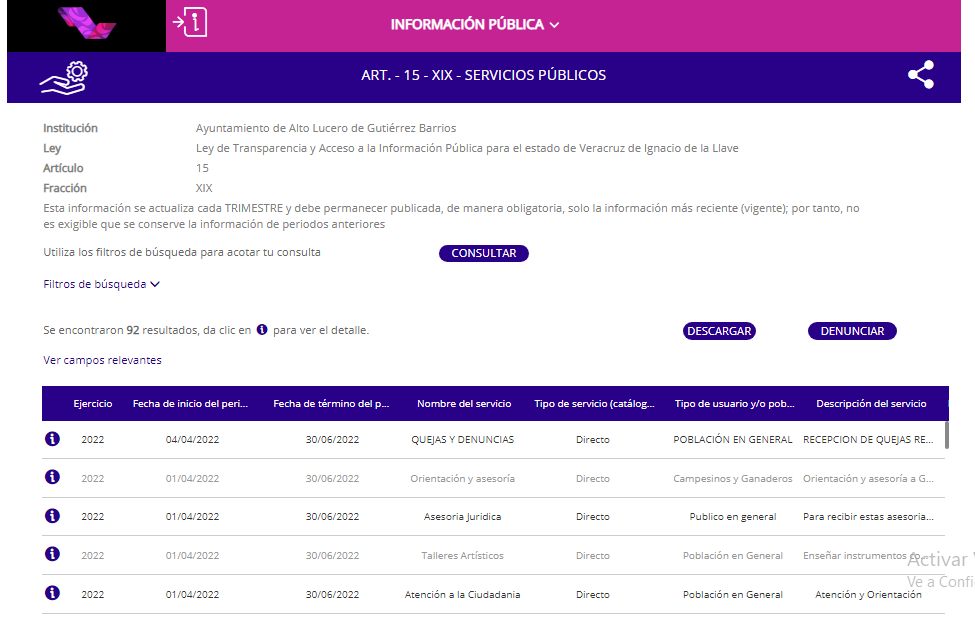 INFORMACIÓN PÚBLICA
ART. - 15 - XIX - SERVICIOS PÚBLICOS
Institución Ayuntamiento de Alto Lucero de Gutiérrez Barrios
Ley Ley de Transparencia y Acceso a la Información Pública para el estado de Veracruz de Ignacio de la Llave
Artículo 15
Fracción XIX
Esta información se actualiza cada TRIMESTRE y debe permanecer publicada, de manera obligatoria, solo la información más reciente (vigente); por tanto, no
es exigible que se conserve la información de periodos anteriores
Utiliza los filtros de búsqueda para acotar tu consulta CONSULTAR
Filtros de búsqueda
Se encontraron 92 resultados, da clic en i para ver el detalle. DESCARGAR DENUNCIAR
Ver campos relevantes
Ejercicio Fecha de inicio del peri... Fecha de término del p... Nombre del servicio Tipo de servicio (catálog... Tipo de usuario y/o pob... Descripción del servicio
2022 04/04/2022 30/06/2022 QUEJAS Y DENUNCIAS Directo POBLACIÓN EN GENERAL RECEPCION DE QUEJAS RE...
2022 01/04/2022 30/06/2022 Orientación y asesoría Directo Campesinos y Ganaderos Orientación y asesoría a G...
2022 01/04/2022 30/06/2022 Asesoria Juridica Directo Publico en general Para recibir estas asesoria...
2022 01/04/2022 30/06/2022 Talleres Artísticos Directo Población en General Enseñar instrumentos co...
2022 01/04/2022 30/06/2022 Atención a la Ciudadania Directo Población en General Atención y Orientación
Activar
Ve a Confi